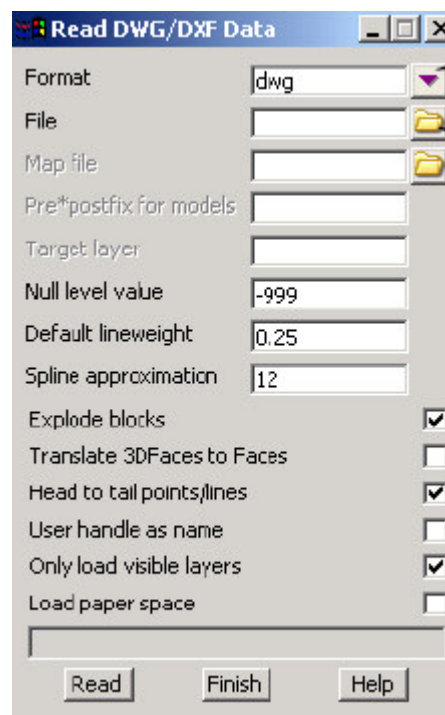 Read DWG/DXF Data
Format dwg
File
Map file
Pre*postfix for models
Target layer
Null level value -999
Default lineweight 0.25
Spline approximation 12
Explode blocks
Translate 3DFaces to Faces
Head to tail points/lines
User handle as name
Only load visible layers
Load paper space
Read Finish Help